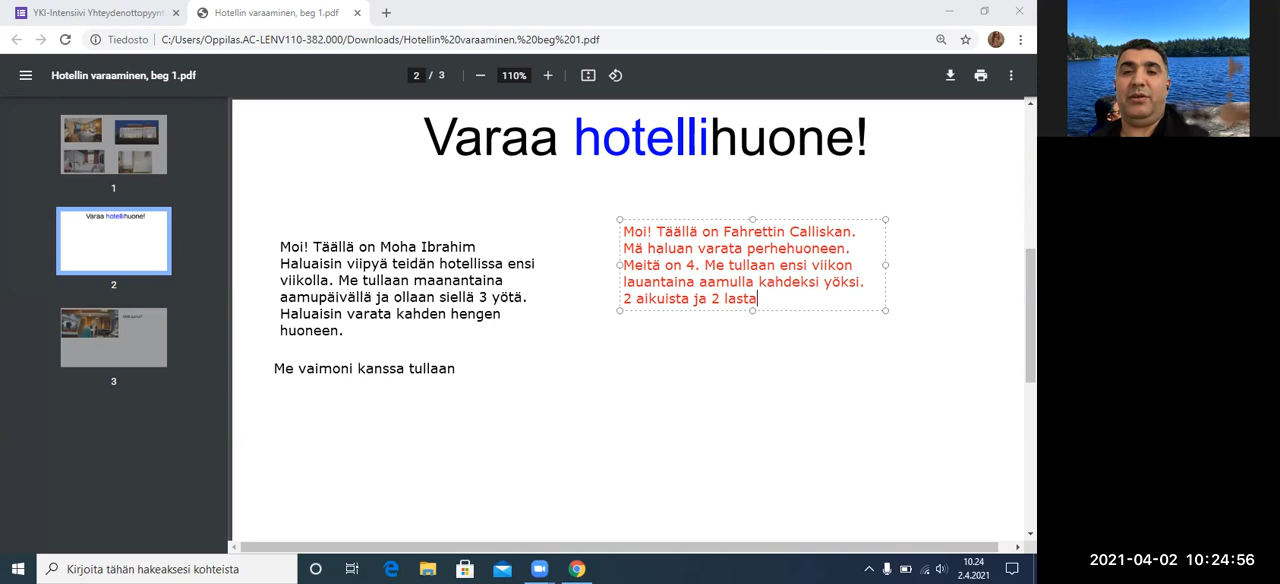 YKI-Intensiivi Yhteydenottopyynt
Hotellin varaaminen, beg 1.pdf
Tiedosto
C:/Users/Oppilas.AC-LENV110-382.000/Downloads/Hotellin%20varaaminen,%20beg%201.pdf
Hotellin varaaminen, beg 1.pdf
2 / 3
110%
Varaa hotellihuone!
1
Varaa hotellihuone!
2
3
Moi! Täällä on Moha Ibrahim
Haluaisin viipyä teidän hotellissa ensi
viikolla. Me tullaan maanantaina
aamupäivällä ja ollaan siellä 3 yötä.
Haluaisin varata kahden hengen
huoneen.
Me vaimoni kanssa tullaan
Moi! Täällä on Fahrettin Calliskan.
Mä haluan varata perhehuoneen.
Meitä on 4. Me tullaan ensi viikon
lauantaina aamulla kahdeksi yöksi.
2 aikuista ja 2 lasta
Kirjoita tähän hakeaksesi kohteista
10.24
2.4.2021
2021-04-02 10:24:56